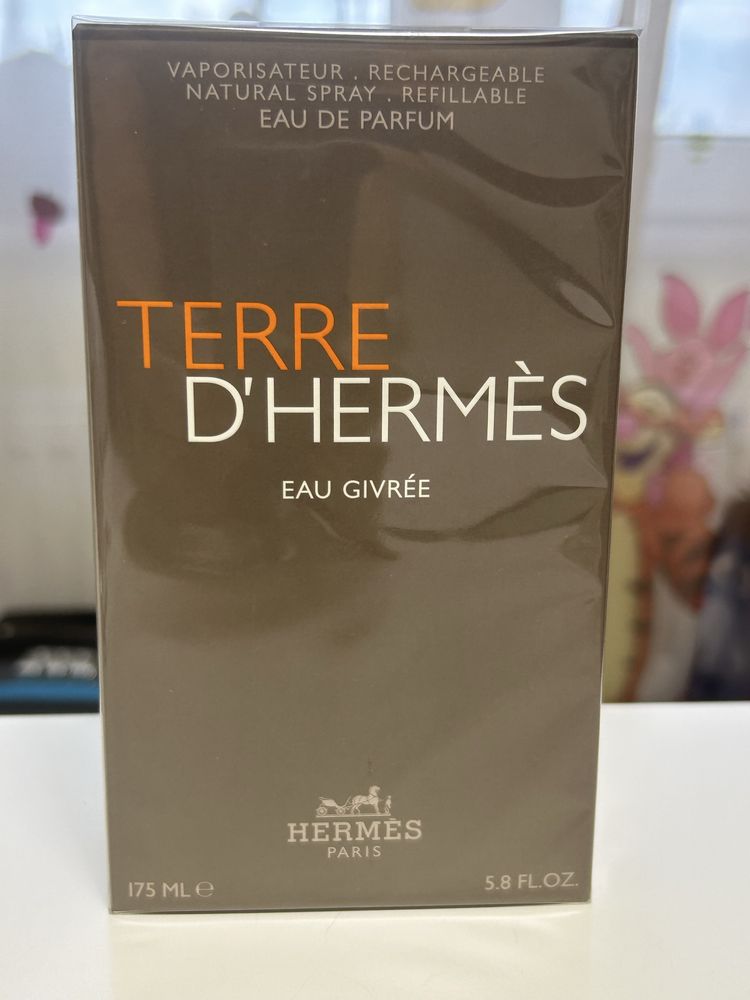 VAPORISATEUR . RECHARGEABLE
NATURAL SPRAY . REFILLABLE
EAU DE PARFUM
TERRE
D'HERMÈS
EAU GIVRÉE
HERMÈS
PARIS
175 ML ℮
5.8 FL.OZ.